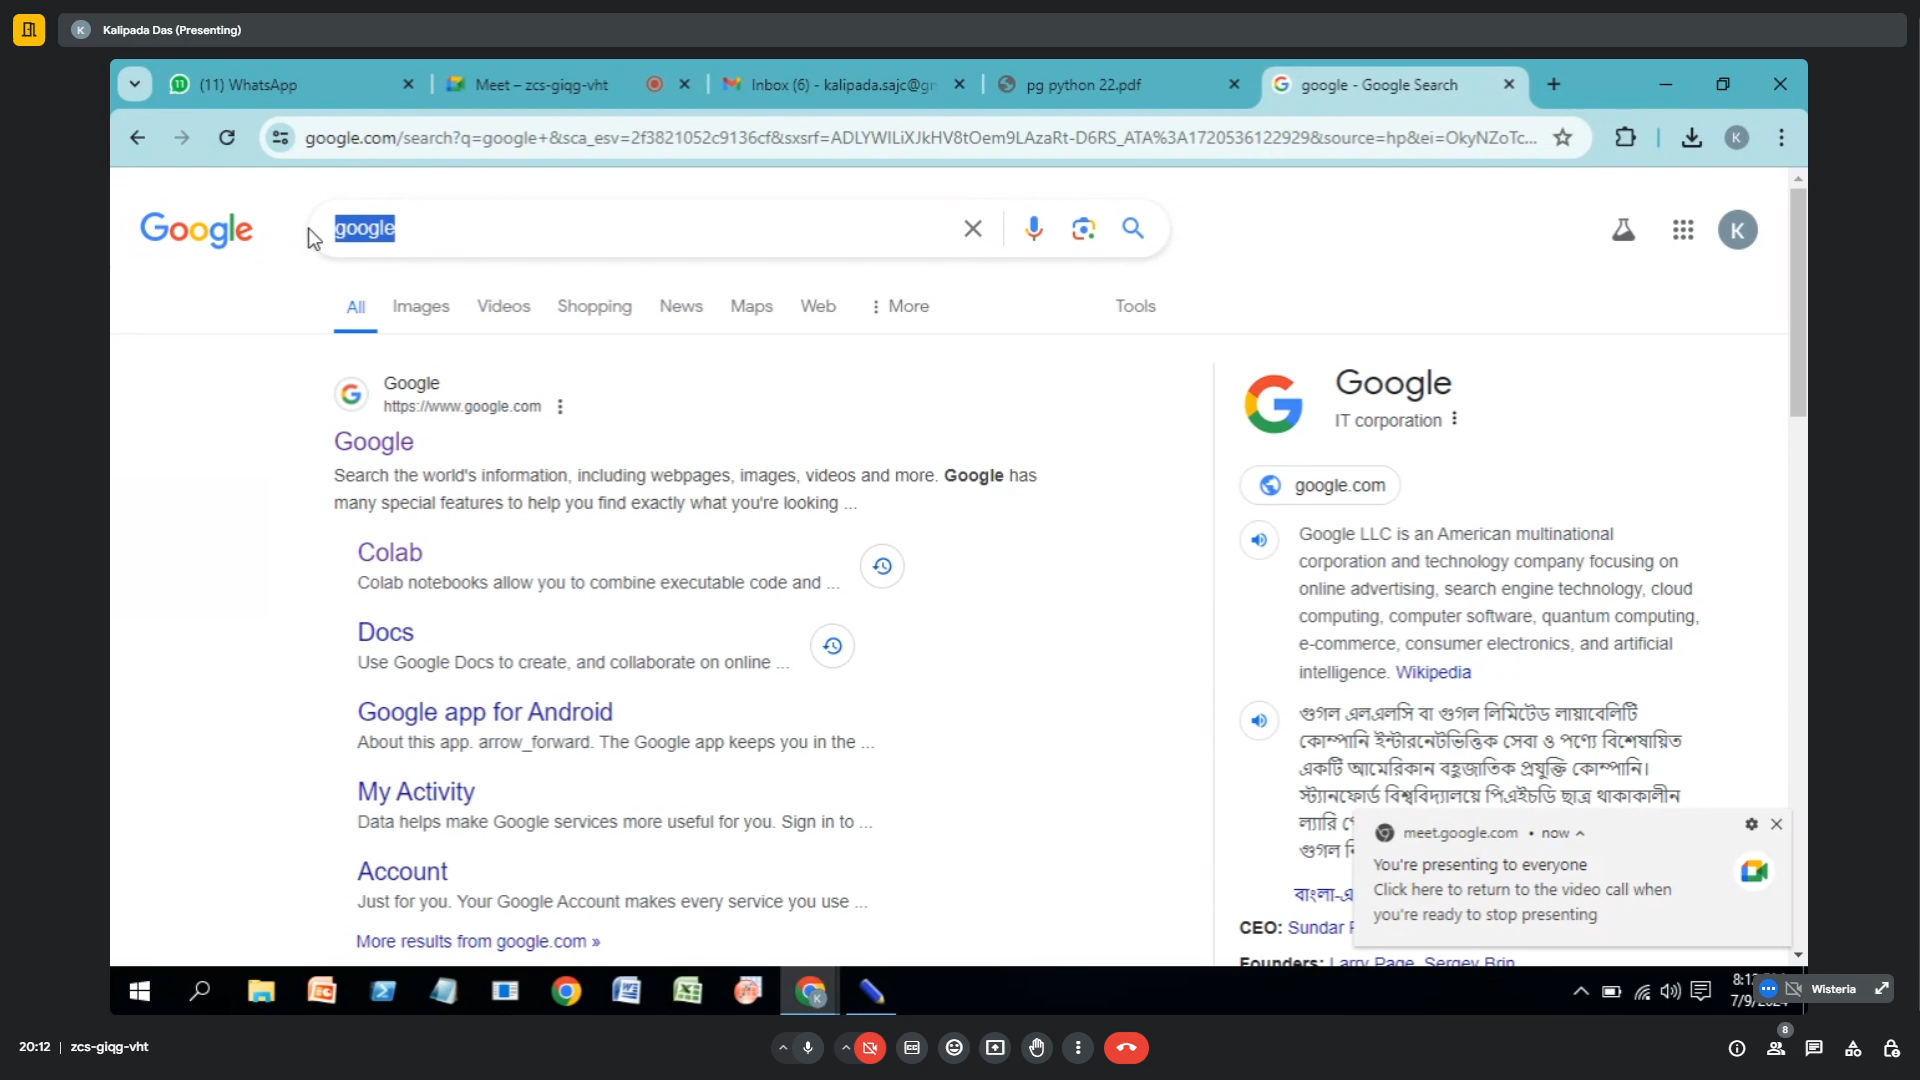 K Kalipada Das (Presenting)
(11) WhatsApp
Meet – zcs-giqg-vht
Inbox (6) - kalipada.sajc@gm
pg python 22.pdf
google - Google Search
google.com/search?q=google+&sca_esv=2f3821052c9136cf&sxsrf=ADLYWILiXJkHV8tOem9LAzaRt-D6RS_ATA%3A1720536122929&source=hp&ei=OkyNZoTc...
K
Google
google
K
All
Images
Videos
Shopping
News
Maps
Web
More
Tools
Google
https://www.google.com
Google
Search the world's information, including webpages, images, videos and more. Google has
many special features to help you find exactly what you're looking ...
Colab
Colab notebooks allow you to combine executable code and ...
Docs
Use Google Docs to create, and collaborate on online ...
Google app for Android
About this app. arrow_forward. The Google app keeps you in the ...
My Activity
Data helps make Google services more useful for you. Sign in to ...
Account
Just for you. Your Google Account makes every service you use ...
More results from google.com »
Google
IT corporation
google.com
Google LLC is an American multinational
corporation and technology company focusing on
online advertising, search engine technology, cloud
computing, computer software, quantum computing,
e-commerce, consumer electronics, and artificial
intelligence. Wikipedia
গুগল এলএলসি বা গুগল লিমিটেড লায়াবেলিটি
কোম্পানি ইন্টারনেটভিত্তিক সেবা ও পণ্যে বিশেষায়িত
একটি আমেরিকান বহুজাতিক প্রযুক্তি কোম্পানি।
স্ট্যানফোর্ড বিশ্ববিদ্যালয়ে পিএইচডি ছাত্র থাকাকালীন
ল্যারি
গুগল
বাংলা-এ
CEO: Sundar
Founders: Larry Page, Sergey Brin
meet.google.com • now
You're presenting to everyone
Click here to return to the video call when
you're ready to stop presenting
8:12
7/9/2024
Wisteria
20:12 | zcs-giqg-vht
8